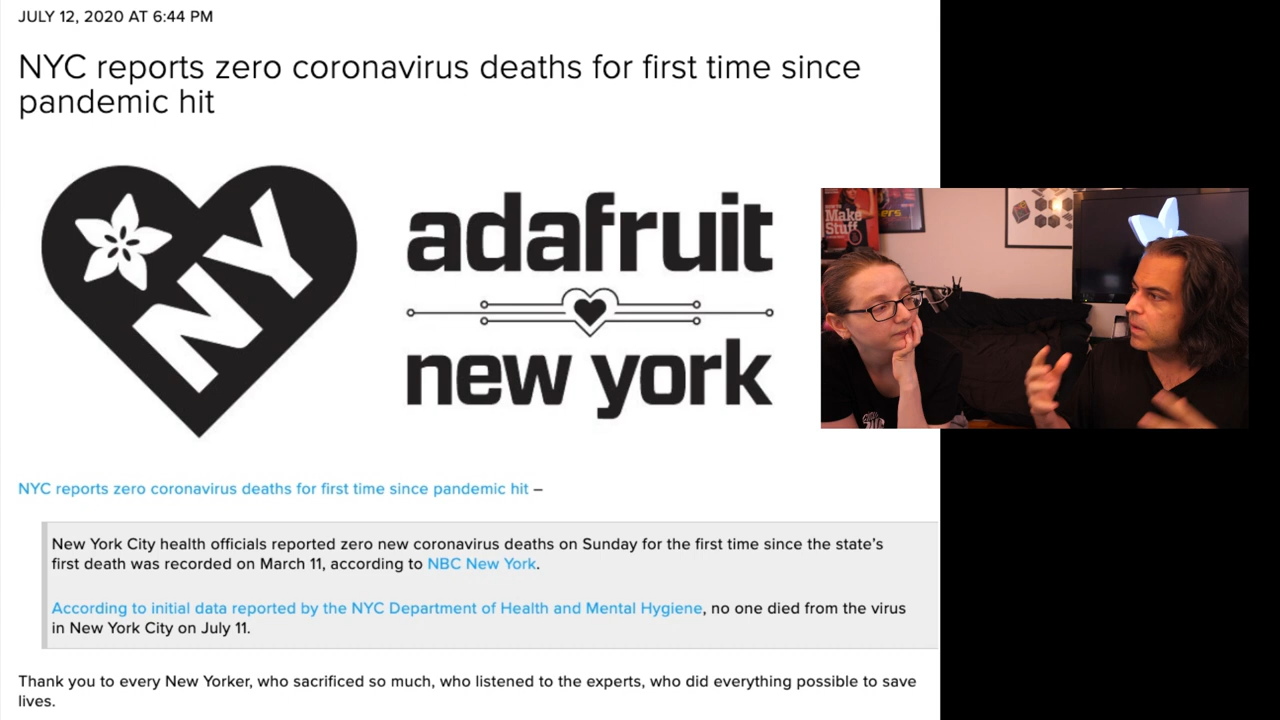 JULY 12, 2020 AT 6:44 PM
NYC reports zero coronavirus deaths for first time since
pandemic hit
NY
adafruit
new york
Make
Stuff
ers
NYC reports zero coronavirus deaths for first time since pandemic hit –
New York City health officials reported zero new coronavirus deaths on Sunday for the first time since the state’s
first death was recorded on March 11, according to NBC New York.
According to initial data reported by the NYC Department of Health and Mental Hygiene, no one died from the virus
in New York City on July 11.
Thank you to every New Yorker, who sacrificed so much, who listened to the experts, who did everything possible to save
lives.